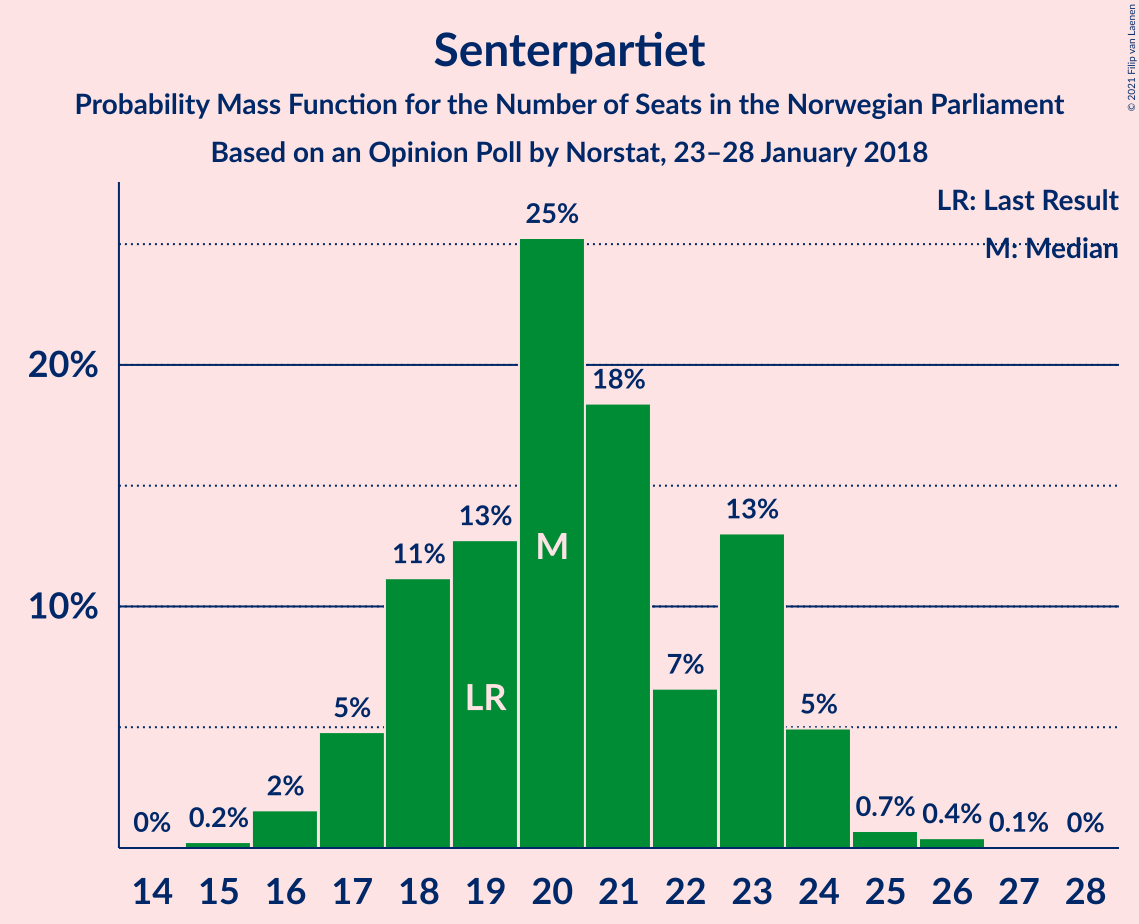 Senterpartiet
Probability Mass Function for the Number of Seats in the Norwegian Parliament
Based on an Opinion Poll by Norstat, 23–28 January 2018
© 2021 Filip van Laenen
LR: Last Result
M: Median
20%
10%
0%
0.2%
2%
5%
11%
13%
25%
18%
7%
13%
5%
0.7%
0.4%
0.1%
0%
LR
M
14 15 16 17 18 19 20 21 22 23 24 25 26 27 28